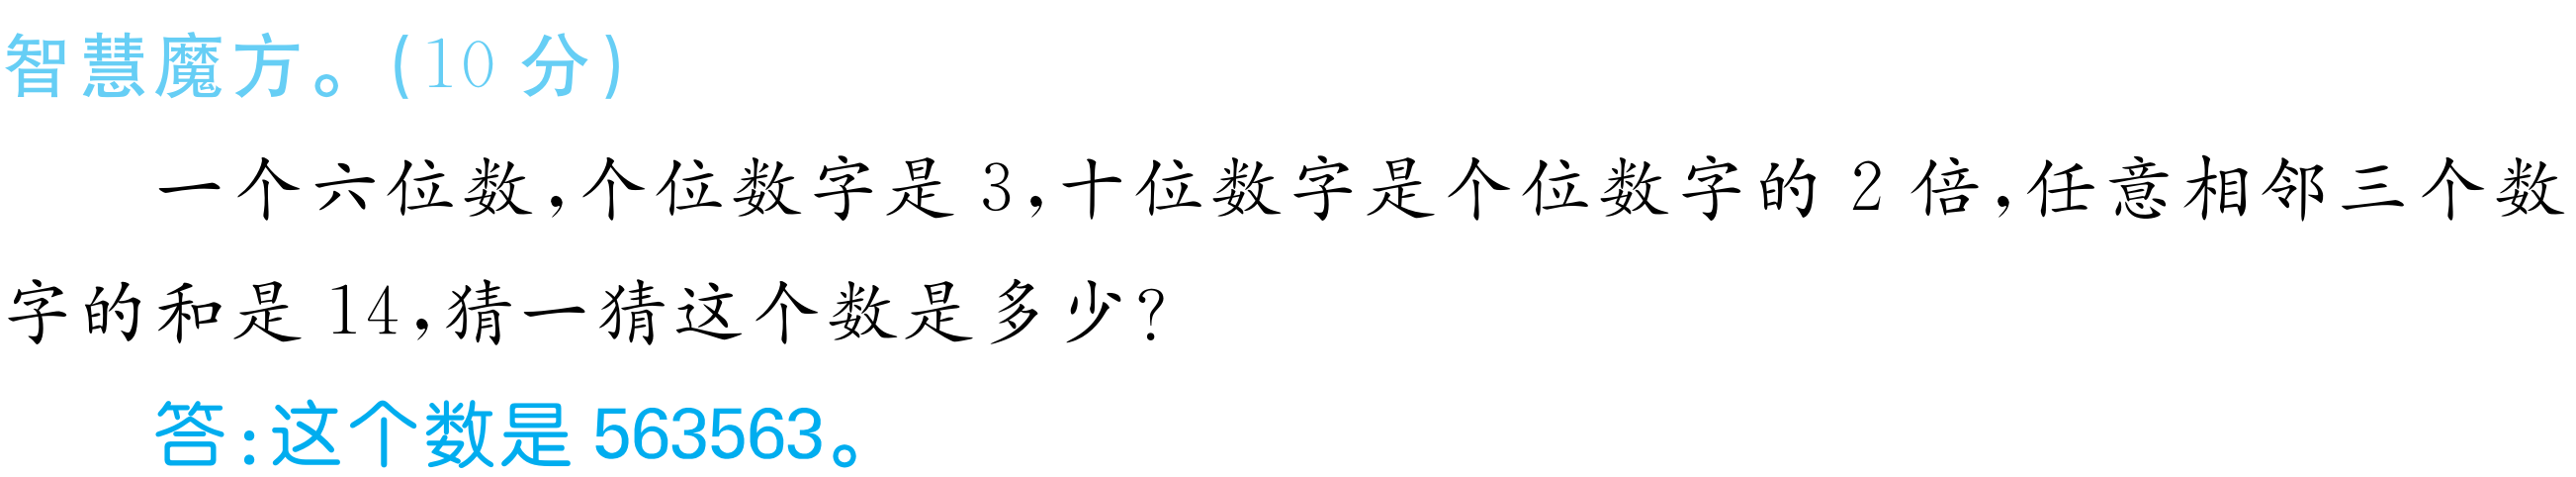 智慧魔方。(10 分)
一个六位数,个位数字是 3,十位数字是个位数字的 2 倍,任意相邻三个数
字的和是 14,猜一猜这个数是多少?
答:这个数是 563563。